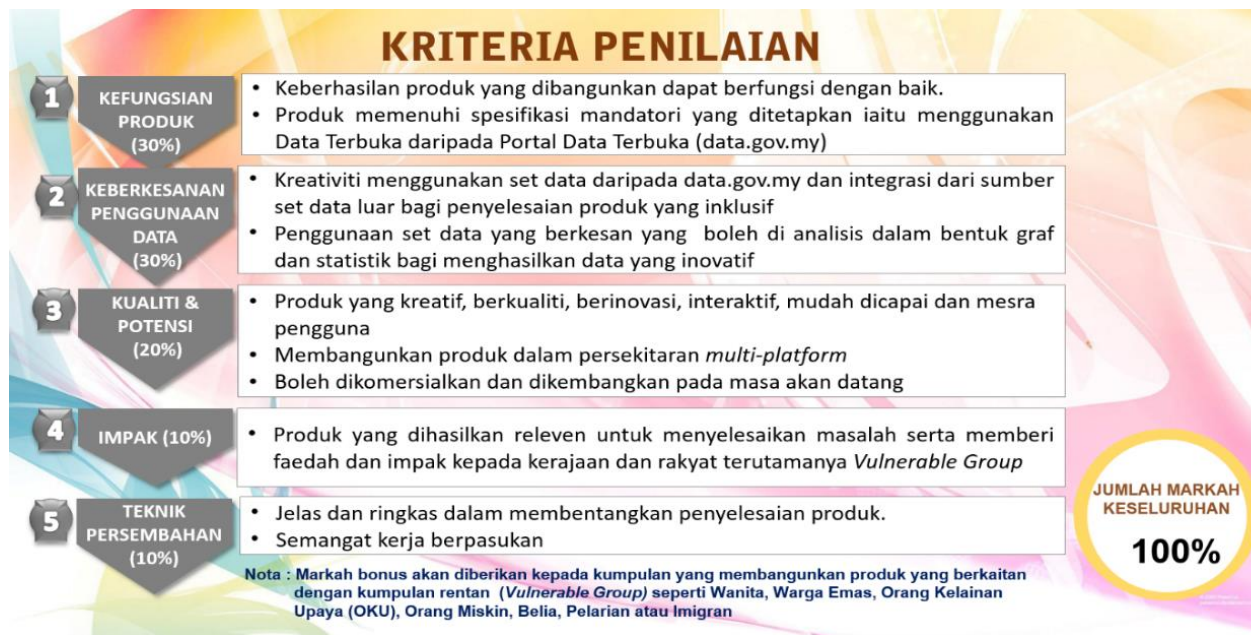 KRITERIA PENILAIAN
1
KEFUNGSIAN
PRODUK
(30%)
• Keberhasilan produk yang dibangunkan dapat berfungsi dengan baik.
• Produk memenuhi spesifikasi mandatori yang ditetapkan iaitu menggunakan
Data Terbuka daripada Portal Data Terbuka (data.gov.my)
2
KEBERKESANAN
PENGGUNAAN
DATA
(30%)
• Kreativiti menggunakan set data daripada data.gov.my dan integrasi dari sumber
set data luar bagi penyelesaian produk yang inklusif
• Penggunaan set data yang berkesan yang boleh di analisis dalam bentuk graf
dan statistik bagi menghasilkan data yang inovatif
3
KUALITI &
POTENSI
(20%)
• Produk yang kreatif, berkualiti, berinovasi, interaktif, mudah dicapai dan mesra
pengguna
• Membangunkan produk dalam persekitaran multi-platform
• Boleh dikomersialkan dan dikembangkan pada masa akan datang
4
IMPAK (10%)
• Produk yang dihasilkan releven untuk menyelesaikan masalah serta memberi
faedah dan impak kepada kerajaan dan rakyat terutamanya Vulnerable Group
5
TEKNIK
PERSEMBAHAN
(10%)
• Jelas dan ringkas dalam membentangkan penyelesaian produk.
• Semangat kerja berpasukan
JUMLAH MARKAH
KESELURUHAN
100%
Nota : Markah bonus akan diberikan kepada kumpulan yang membangunkan produk yang berkaitan
dengan kumpulan rentan (Vulnerable Group) seperti Wanita, Warga Emas, Orang Kelainan
Upaya (OKU), Orang Miskin, Belia, Pelarian atau Imigran